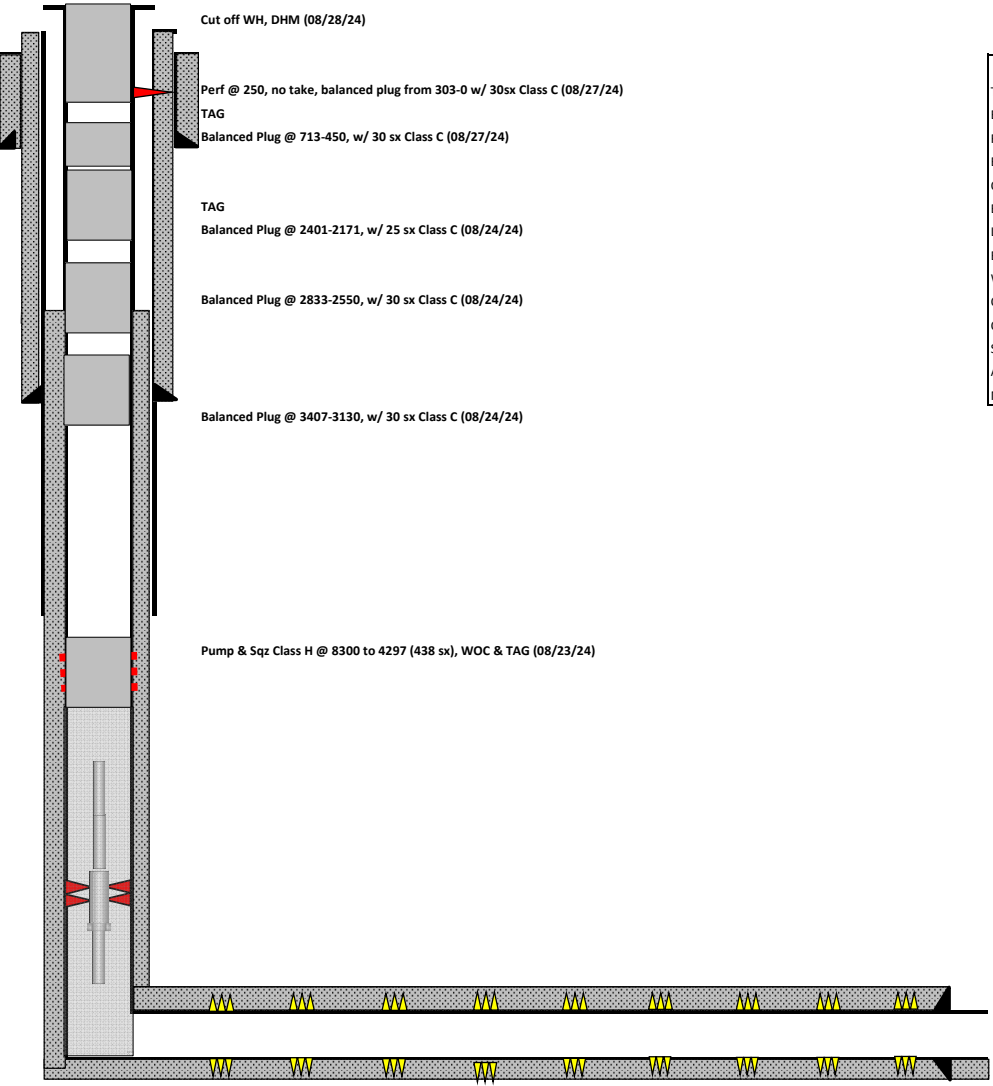 Cut off WH, DHM (08/28/24)
Perf @ 250, no take, balanced plug from 303-0 w/ 30sx Class C (08/27/24)
TAG
Balanced Plug @ 713-450, w/ 30 sx Class C (08/27/24)
TAG
Balanced Plug @ 2401-2171, w/ 25 sx Class C (08/24/24)
Balanced Plug @ 2833-2550, w/ 30 sx Class C (08/24/24)
Balanced Plug @ 3407-3130, w/ 30 sx Class C (08/24/24)
Pump & Sqz Class H @ 8300 to 4297 (438 sx), WOC & TAG (08/23/24)